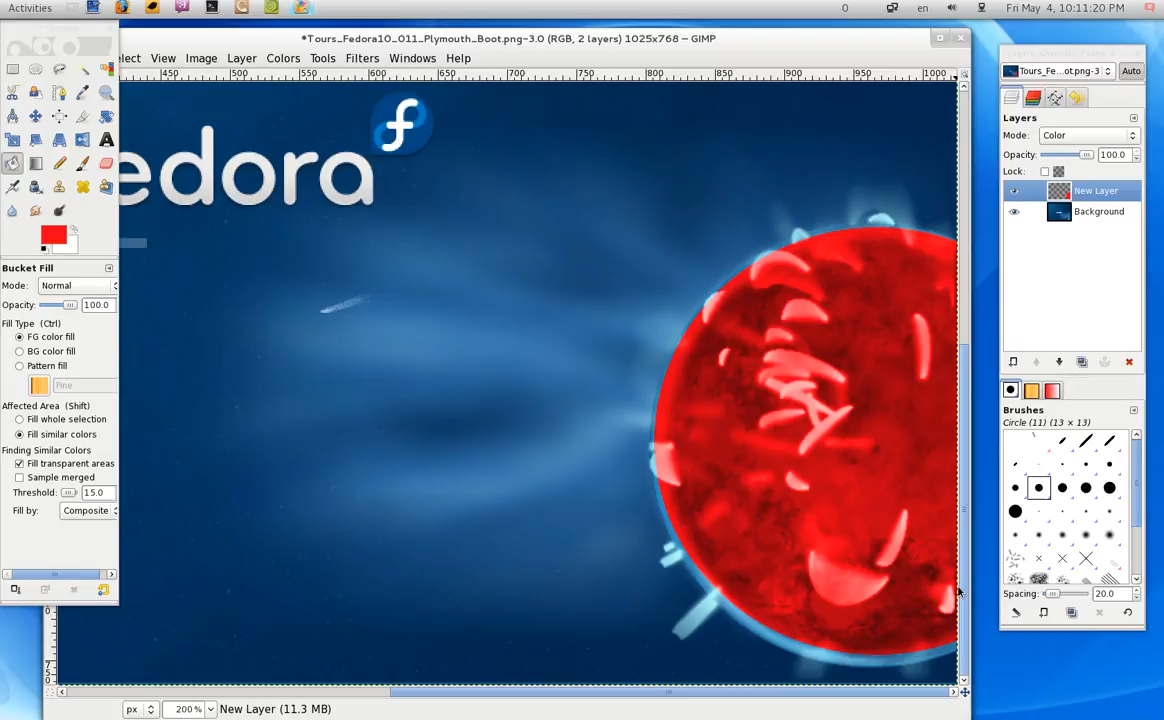 Activities
0
en
Fri May 4, 10:11:20 PM
*Tours_Fedora10_011_Plymouth_Boot.png-3.0 (RGB, 2 layers) 1025x768 – GIMP
elect View Image Layer Colors Tools Filters Windows Help
450 500 550 600 650 700 750 800 850 900 950 1000
edora
Bucket Fill
Mode: Normal
Opacity: 100.0
Fill Type (Ctrl)
FG color fill
BG color fill
Pattern fill
Pine
Affected Area (Shift)
Fill whole selection
Fill similar colors
Finding Similar Colors
Fill transparent areas
Sample merged
Threshold: 15.0
Fill by: Composite
px 200% New Layer (11.3 MB)
Tours_Fe...ot.png-3 Auto
Layers
Mode: Color
Opacity: 100.0
Lock:
New Layer
Background
Brushes
Circle (11) (13 × 13)
Spacing: 20.0